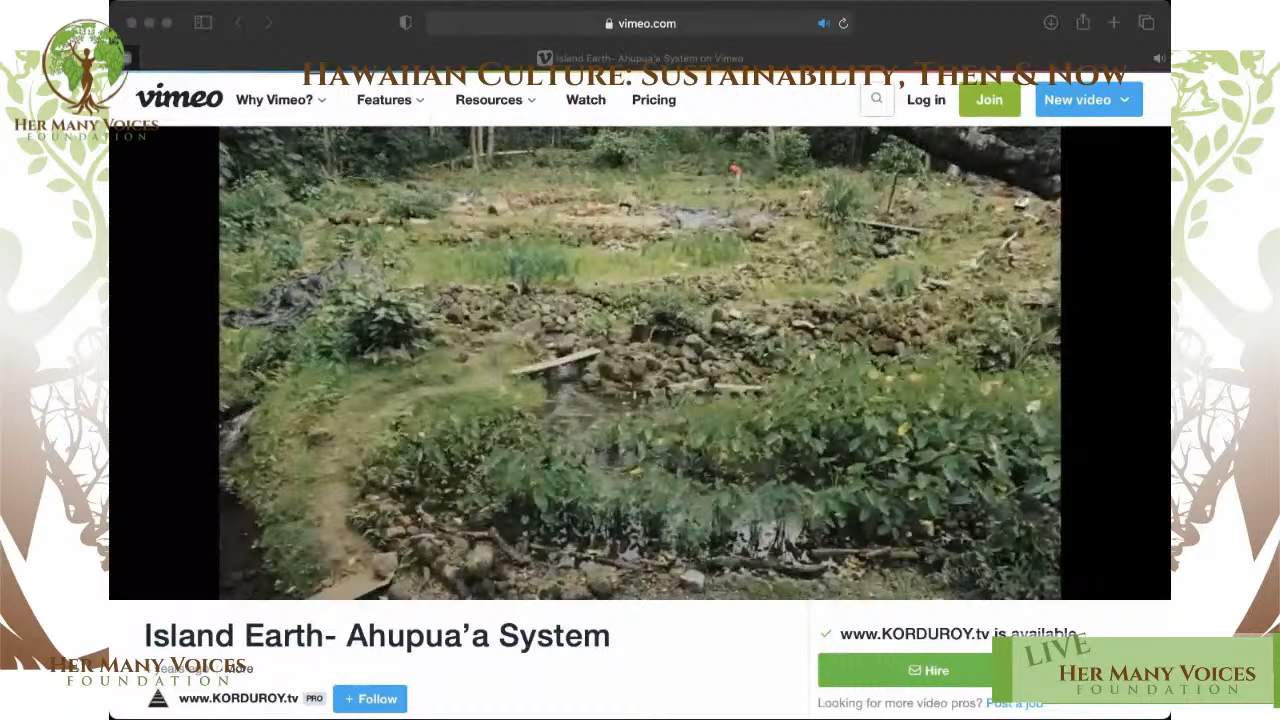 vimeo.com
Island Earth- Ahupua'a System on Vimeo
Hawaiian Culture: Sustainability, Then & Now
Her Many Voices
FOUNDATION
vimeo
Why Vimeo?
Features
Resources
Watch
Pricing
Log in
Join
New video
Island Earth- Ahupua’a System
years ago
More
Her Many Voices
FOUNDATION
www.KORDUROY.tv
PRO
+ Follow
www.KORDUROY.tv is available
Hire
Looking for more video pros? Post a job
LIVE
Her Many Voices
FOUNDATION